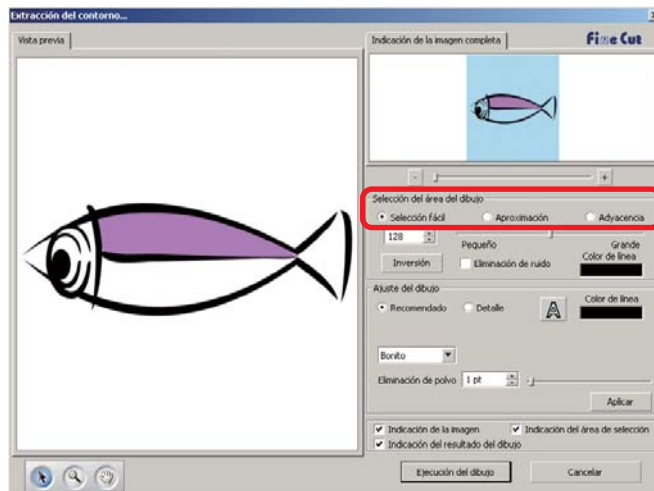 Extracción del contorno...
Vista previa
Indicación de la imagen completa
Fine Cut
- +
Selección del área del dibujo
Selección fácil Aproximación Adyacencia
128
Pequeño Grande
Inversión Eliminación de ruido Color de línea
Ajuste del dibujo
Recomendado Detalle A Color de línea
Bonito
Eliminación de polvo 1 pt
Aplicar
Indicación de la imagen Indicación del área de selección
Indicación del resultado del dibujo
Ejecución del dibujo Cancelar